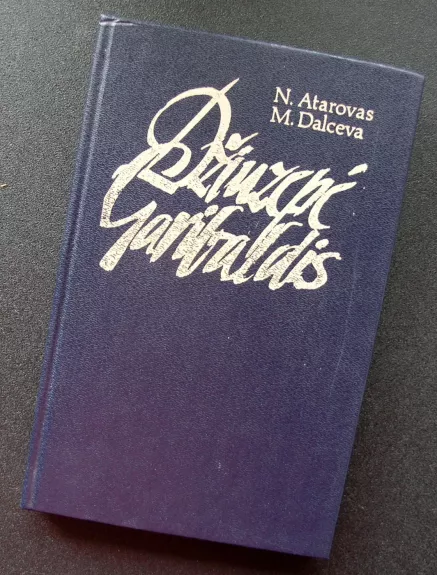 N. Atarovas
M. Dalceva
Džiuzepė
Garibaldis